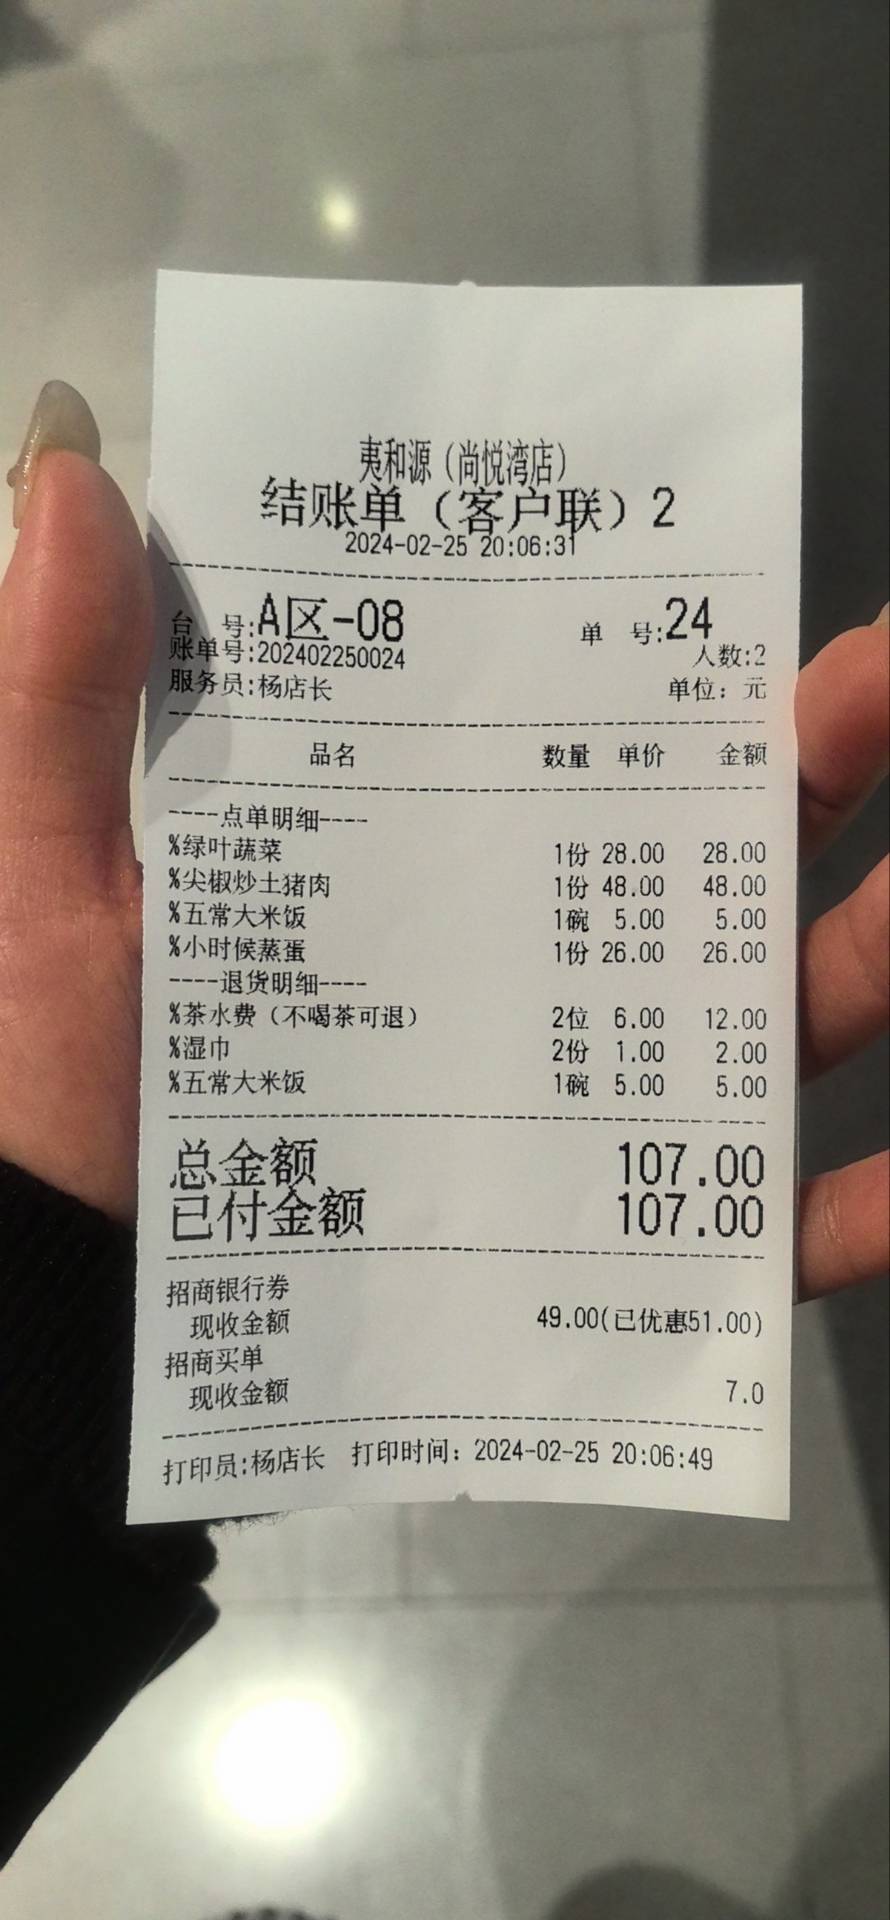 夷和源（尚悦湾店）
结账单（客户联）2
2024-02-25 20:06:31
台 号:A区-08 单 号:24
账单号:202402250024 人数:2
服务员:杨店长 单位：元
品名 数量 单价 金额
----点单明细----
%绿叶蔬菜 1份 28.00 28.00
%尖椒炒土猪肉 1份 48.00 48.00
%五常大米饭 1碗 5.00 5.00
%小时候蒸蛋 1份 26.00 26.00
----退货明细----
%茶水费（不喝茶可退） 2位 6.00 12.00
%湿巾 2份 1.00 2.00
%五常大米饭 1碗 5.00 5.00
总金额 107.00
已付金额 107.00
招商银行券
现收金额 49.00(已优惠51.00)
招商买单
现收金额 7.0
打印员:杨店长 打印时间：2024-02-25 20:06:49